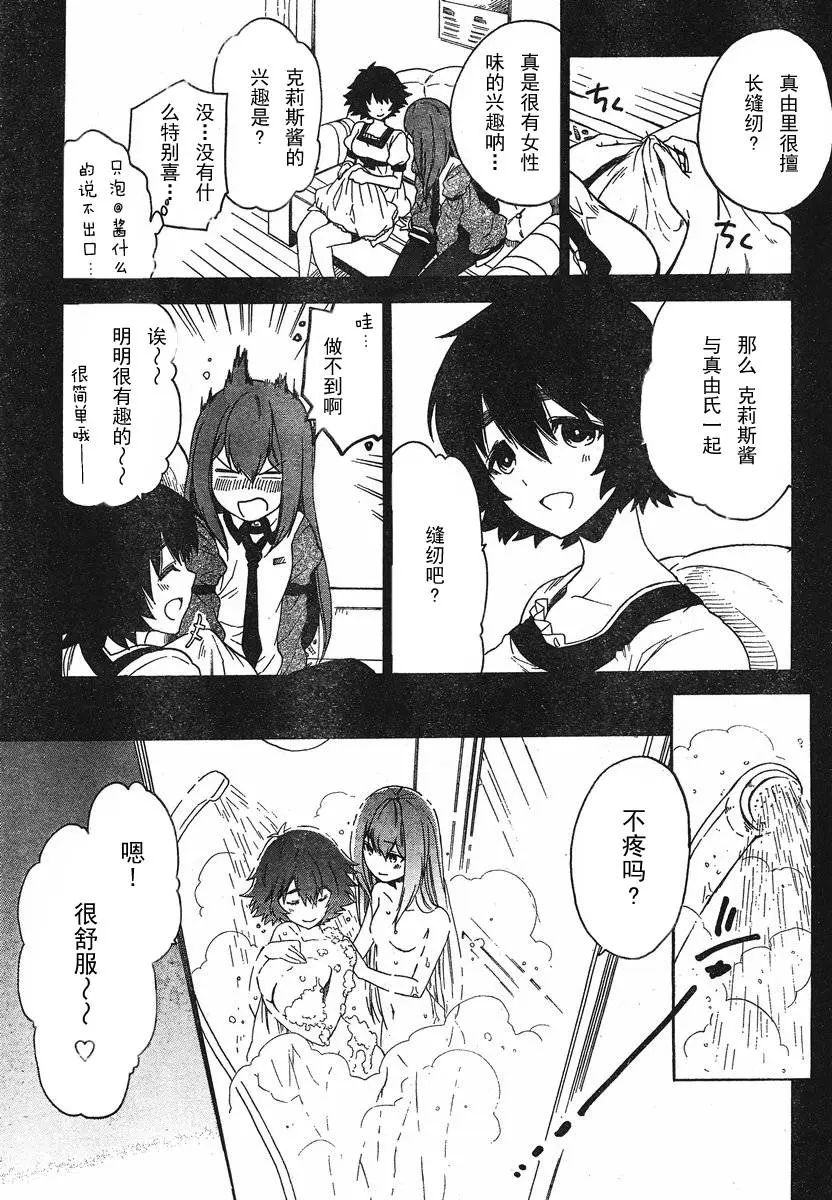 真由里很擅
长缝纫?
ちく
ちく
真是很有女性
味的兴趣呐…
克莉斯酱的
兴趣是?
没…没有什
么特别喜…
只泡@酱什么
的说不出口…
那么 克莉斯酱
与真由氏一起
缝纫吧?
哇…
做不
到啊
诶~~
明明很有趣的~~
很简单哦——
不疼吗?
嗯!
很舒服~~♡